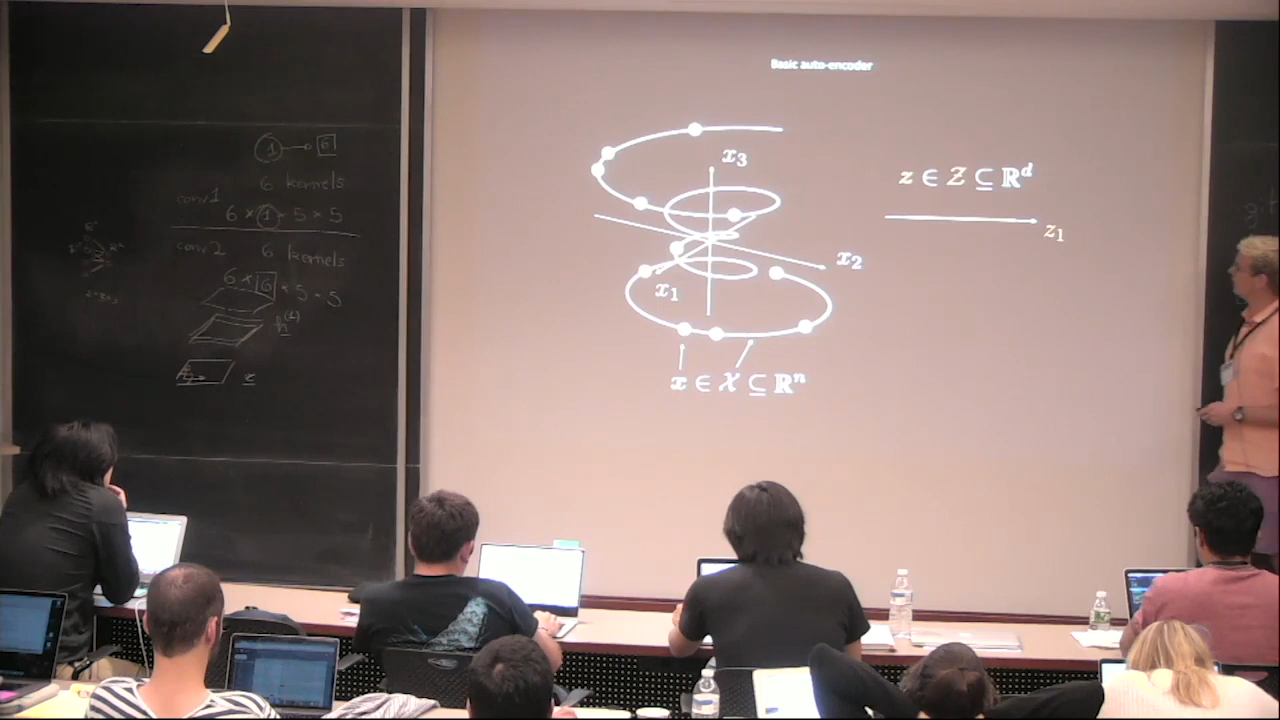 Basic auto-encoder
x₃
z ∈ Z ⊆ ℝᵈ
z₁
x₂
x₁
x ∈ X ⊆ ℝⁿ
1 → 6
6 kernels
conv1
6 × 1 × 5 × 5
conv2 6 kernels
6 × 6 × 5 × 5
h⁽¹⁾
x